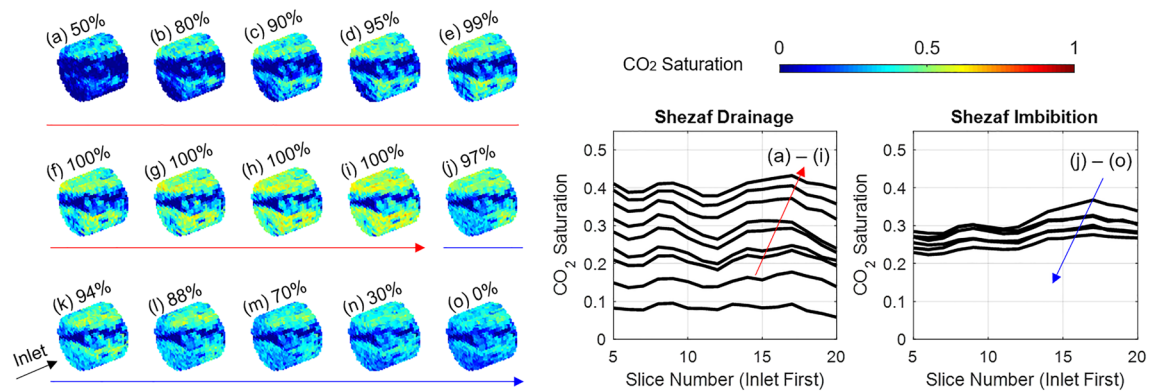 (a) 50%
(b) 80%
(c) 90%
(d) 95%
(e) 99%
(f) 100%
(g) 100%
(h) 100%
(i) 100%
(j) 97%
(k) 94%
(l) 88%
(m) 70%
(n) 30%
(o) 0%
Inlet
0 0.5 1
CO2 Saturation
Shezaf Drainage
(a) – (i)
0.5
0.4
0.3
0.2
0.1
0
CO2 Saturation
5 10 15 20
Slice Number (Inlet First)
Shezaf Imbibition
(j) – (o)
0.5
0.4
0.3
0.2
0.1
0
CO2 Saturation
5 10 15 20
Slice Number (Inlet First)